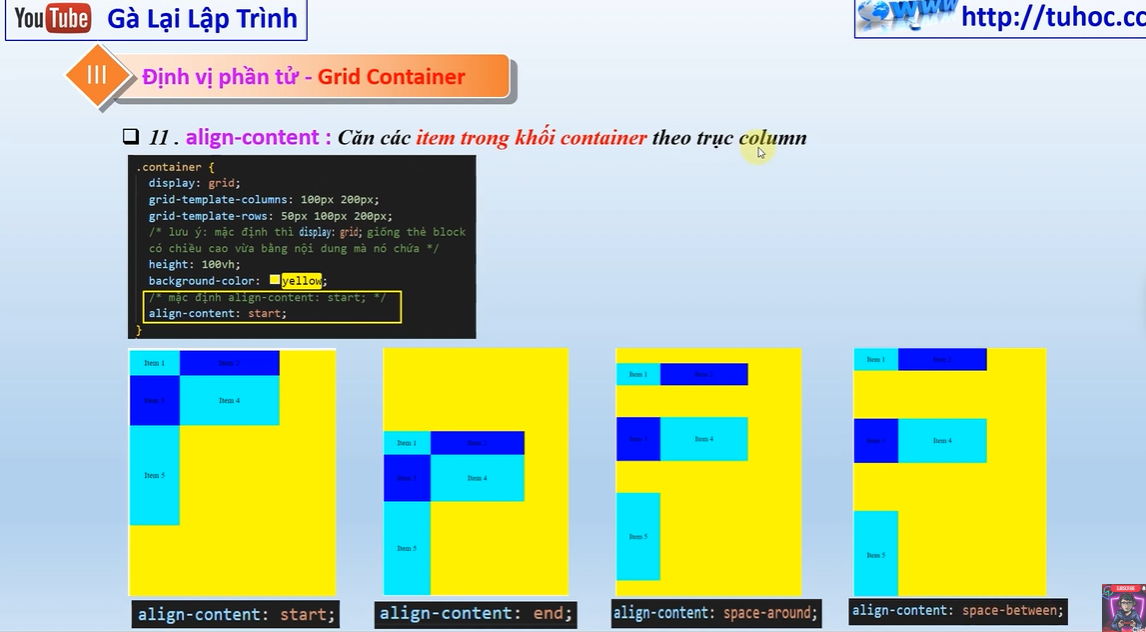 YouTube Gà Lại Lập Trình
www http://tuhoc.cc
III Định vị phần tử - Grid Container
11 . align-content : Căn các item trong khối container theo trục column
.container {
display: grid;
grid-template-columns: 100px 200px;
grid-template-rows: 50px 100px 200px;
/* lưu ý: mặc định thì display: grid; giống thẻ block
có chiều cao vừa bằng nội dung mà nó chứa */
height: 100vh;
background-color: yellow;
/* mặc định align-content: start; */
align-content: start;
}
Item 1 Item 2
Item 3 Item 4
Item 5
align-content: start;
Item 1 Item 2
Item 3 Item 4
Item 5
align-content: end;
Item 1 Item 2
Item 3 Item 4
Item 5
align-content: space-around;
Item 1 Item 2
Item 3 Item 4
Item 5
align-content: space-between;